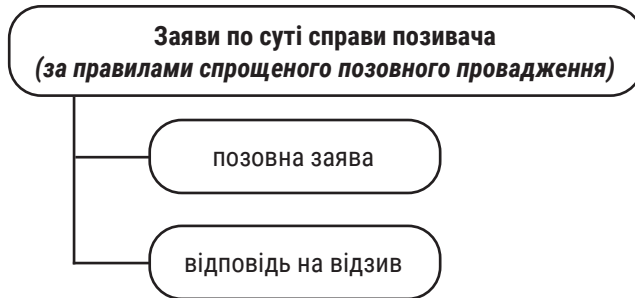 Заяви по суті справи позивача
(за правилами спрощеного позовного провадження)
позовна заява
відповідь на відзив